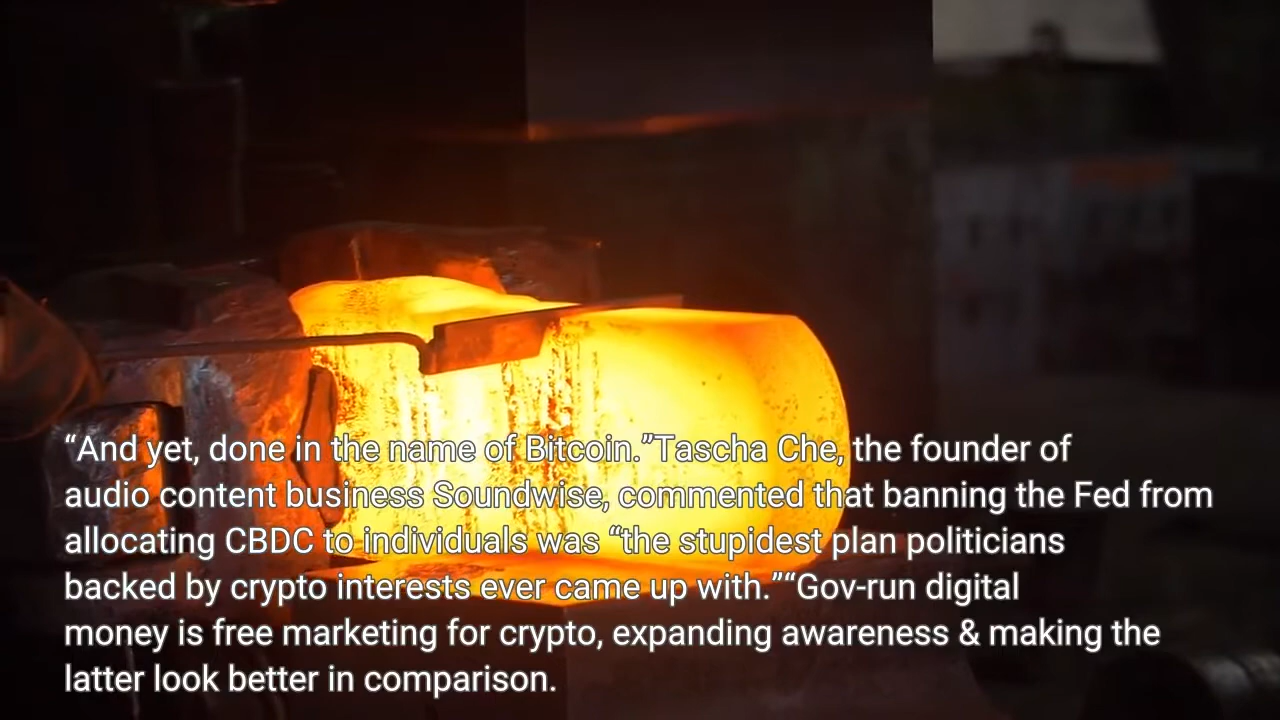 “And yet, done in the name of Bitcoin.”Tascha Che, the founder of
audio content business Soundwise, commented that banning the Fed from
allocating CBDC to individuals was “the stupidest plan politicians
backed by crypto interests ever came up with.”“Gov-run digital
money is free marketing for crypto, expanding awareness & making the
latter look better in comparison.